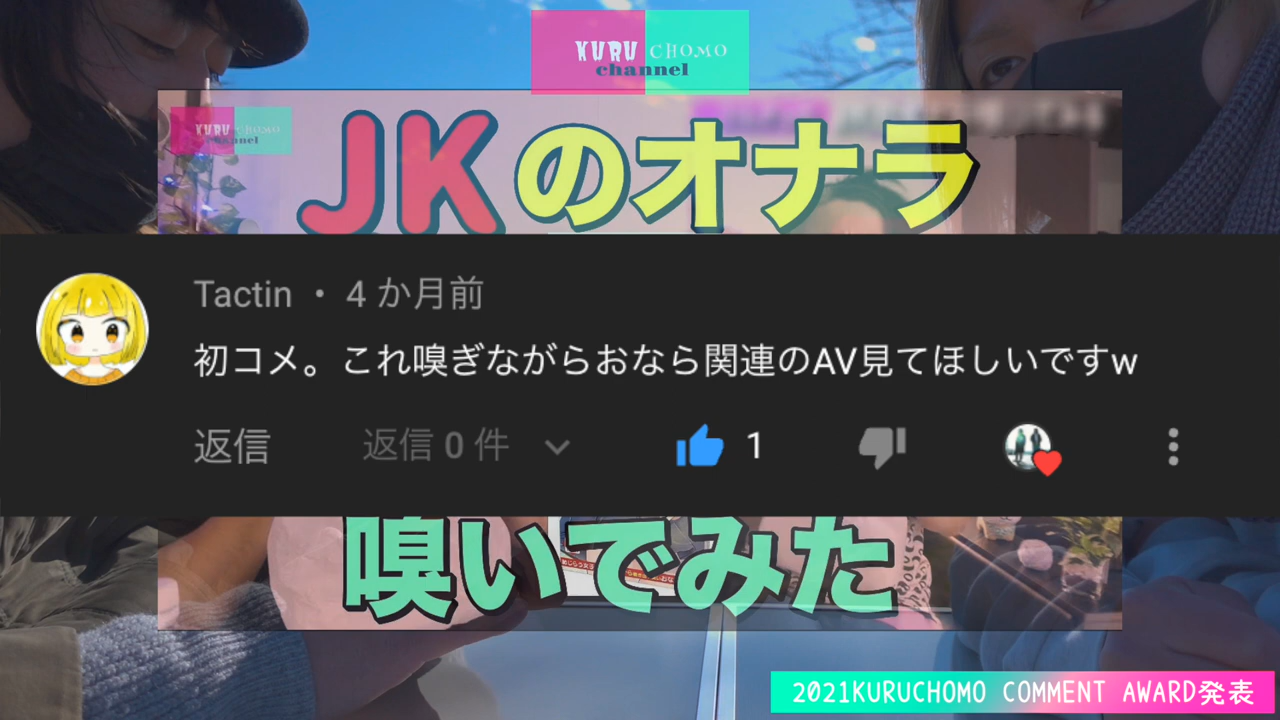 KURU CHOMO
channel
KURU CHOMO
channel
JKのオナラ
Tactin ・ 4 か月前
初コメ。これ嗅ぎながらおなら関連のAV見てほしいですw
返信 返信 0 件 1
嗅いでみた
2021KURUCHOMO COMMENT AWARD発表